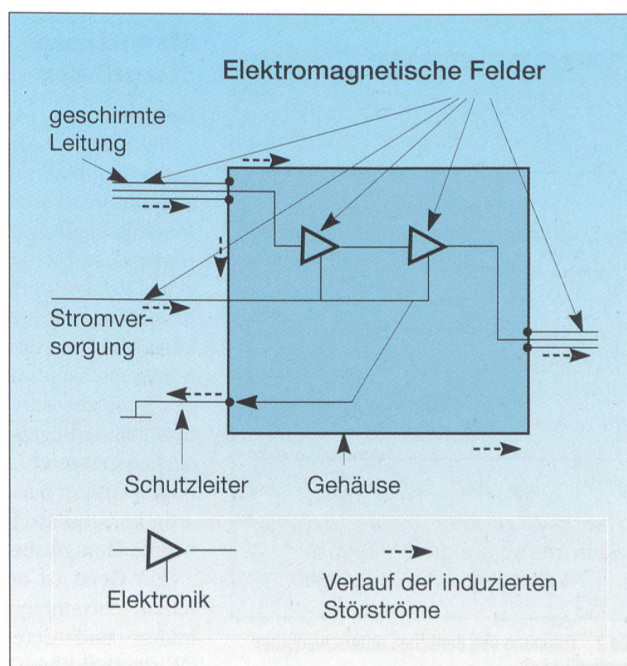 Elektromagnetische Felder
geschirmte
Leitung
Stromver-
sorgung
Schutzleiter
Gehäuse
Elektronik
Verlauf der induzierten
Störströme